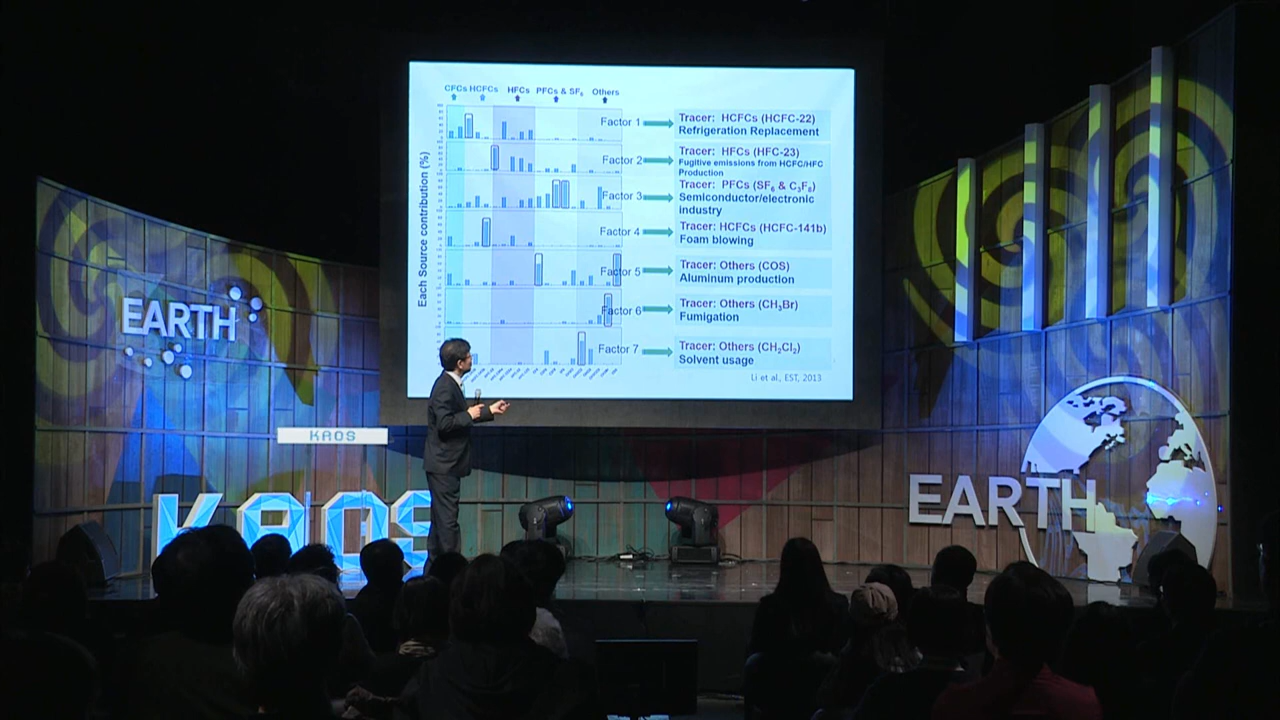 CFCs HCFCs HFCs PFCs & SF₆ Others
Each Source contribution (%)
Factor 1
Tracer: HCFCs (HCFC-22)
Refrigeration Replacement
Factor 2
Tracer: HFCs (HFC-23)
Fugitive emissions from HCFC/HFC
Production
Factor 3
Tracer: PFCs (SF₆ & C₃F₈)
Semiconductor/electronic
industry
Factor 4
Tracer: HCFCs (HCFC-141b)
Foam blowing
Factor 5
Tracer: Others (COS)
Aluminum production
Factor 6
Tracer: Others (CH₃Br)
Fumigation
Factor 7
Tracer: Others (CH₂Cl₂)
Solvent usage
Li et al., EST, 2013
EARTH
KAOS
KAOS
EARTH